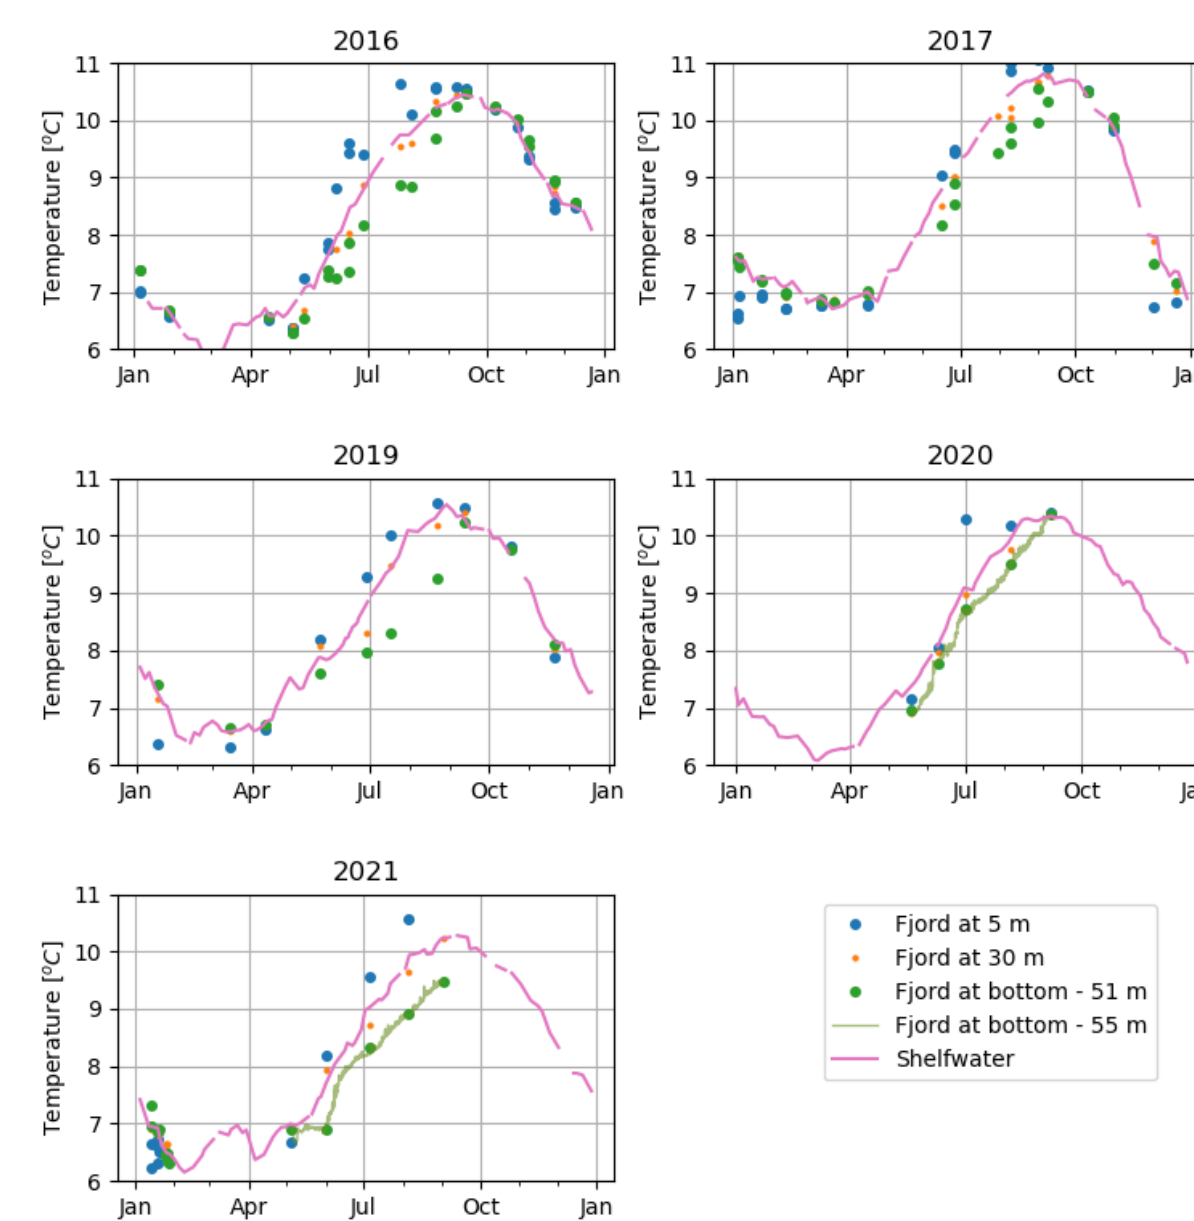 2016
Temperature [°C]
11
10
9
8
7
6
Jan Apr Jul Oct Jan
2017
Temperature [°C]
11
10
9
8
7
6
Jan Apr Jul Oct Ja
2019
Temperature [°C]
11
10
9
8
7
6
Jan Apr Jul Oct Jan
2020
Temperature [°C]
11
10
9
8
7
6
Jan Apr Jul Oct Ja
2021
Temperature [°C]
11
10
9
8
7
6
Jan Apr Jul Oct Jan
Fjord at 5 m
Fjord at 30 m
Fjord at bottom - 51 m
Fjord at bottom - 55 m
Shelfwater